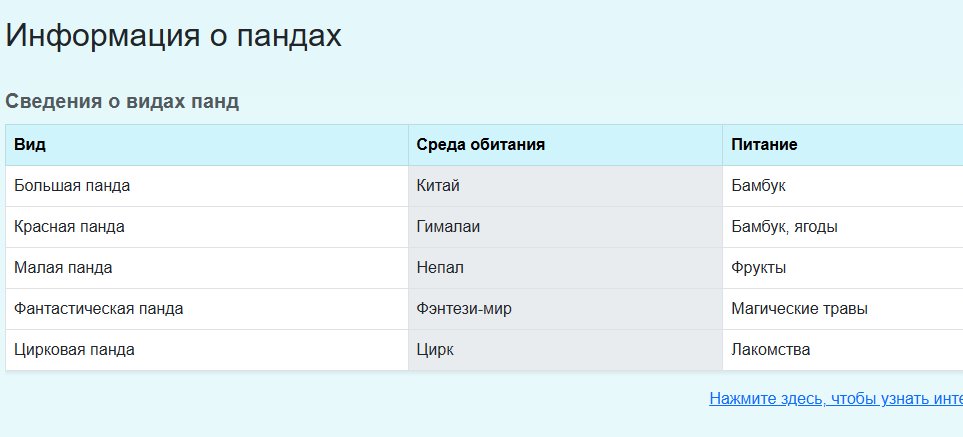 Информация о пандах
Сведения о видах панд
Вид Среда обитания Питание
Большая панда Китай Бамбук
Красная панда Гималаи Бамбук, ягоды
Малая панда Непал Фрукты
Фантастическая панда Фэнтези-мир Магические травы
Цирковая панда Цирк Лакомства
Нажмите здесь, чтобы узнать